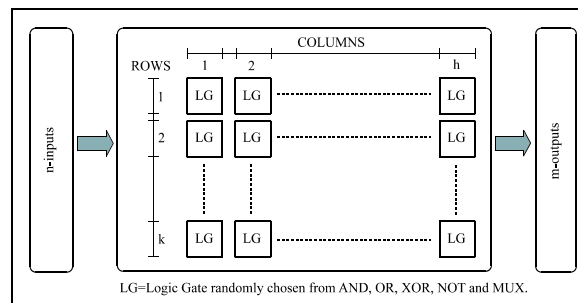 COLUMNS
ROWS 1 2 h
1 LG LG LG
2 LG LG LG
k LG LG LG
n-inputs
m-outputs
LG=Logic Gate randomly chosen from AND, OR, XOR, NOT and MUX.